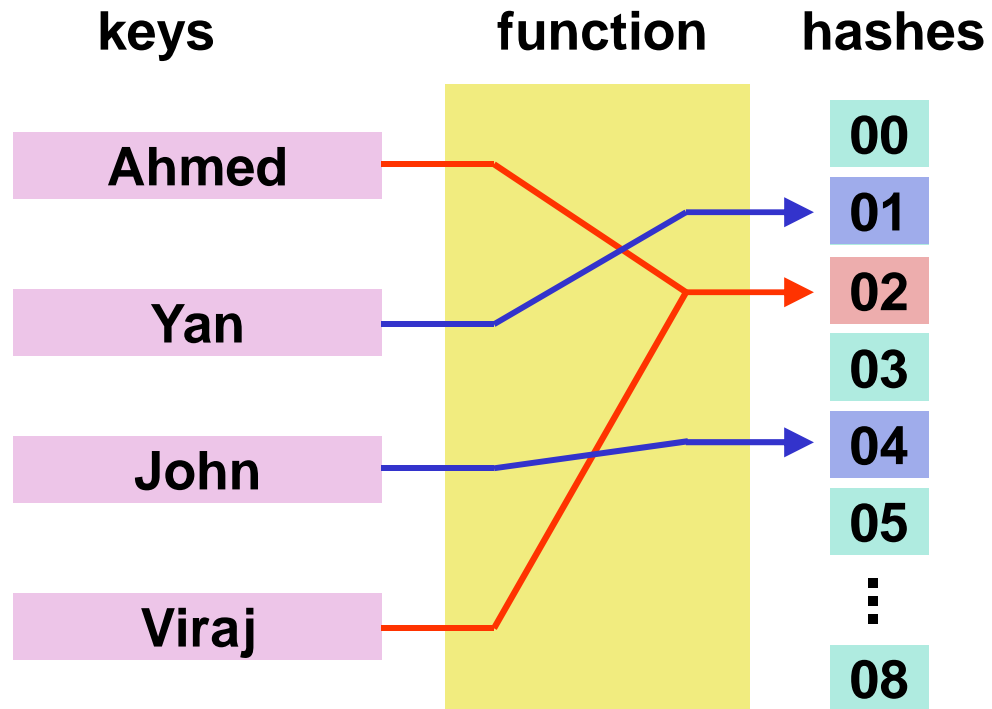 keys
function
hashes
Ahmed
Yan
John
Viraj
00
01
02
03
04
05
⋮
08